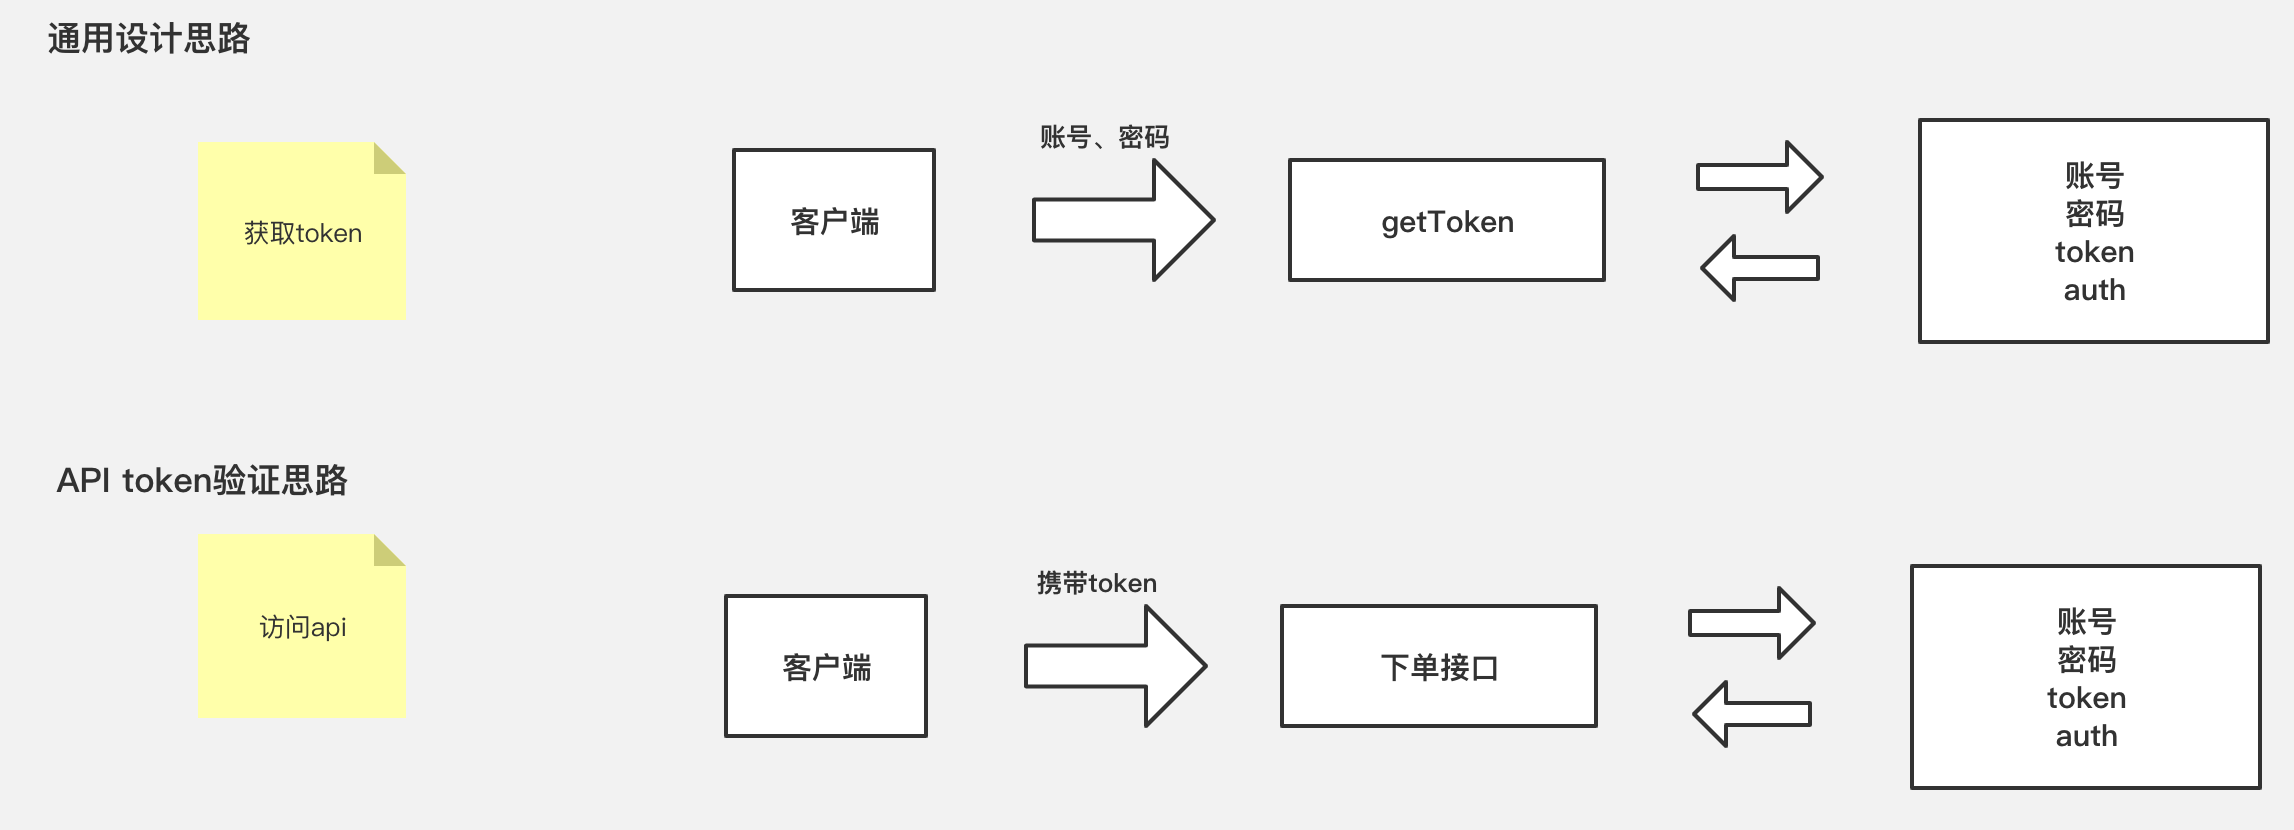 通用设计思路
获取token
客户端
账号、密码
getToken
账号
密码
token
auth
API token验证思路
访问api
客户端
携带token
下单接口
账号
密码
token
auth